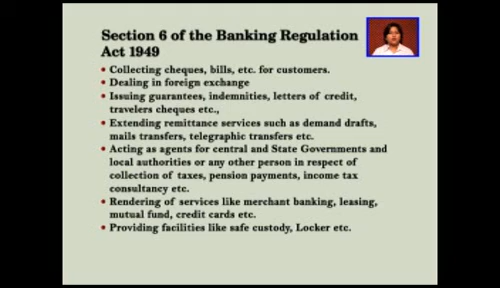 Section 6 of the Banking Regulation
Act 1949
• Collecting cheques, bills, etc. for customers.
• Dealing in foreign exchange
• Issuing guarantees, indemnities, letters of credit,
travelers cheques etc.,
• Extending remittance services such as demand drafts,
mails transfers, telegraphic transfers etc.
• Acting as agents for central and State Governments and
local authorities or any other person in respect of
collection of taxes, pension payments, income tax
consultancy etc.
• Rendering of services like merchant banking, leasing,
mutual fund, credit cards etc.
• Providing facilities like safe custody, Locker etc.